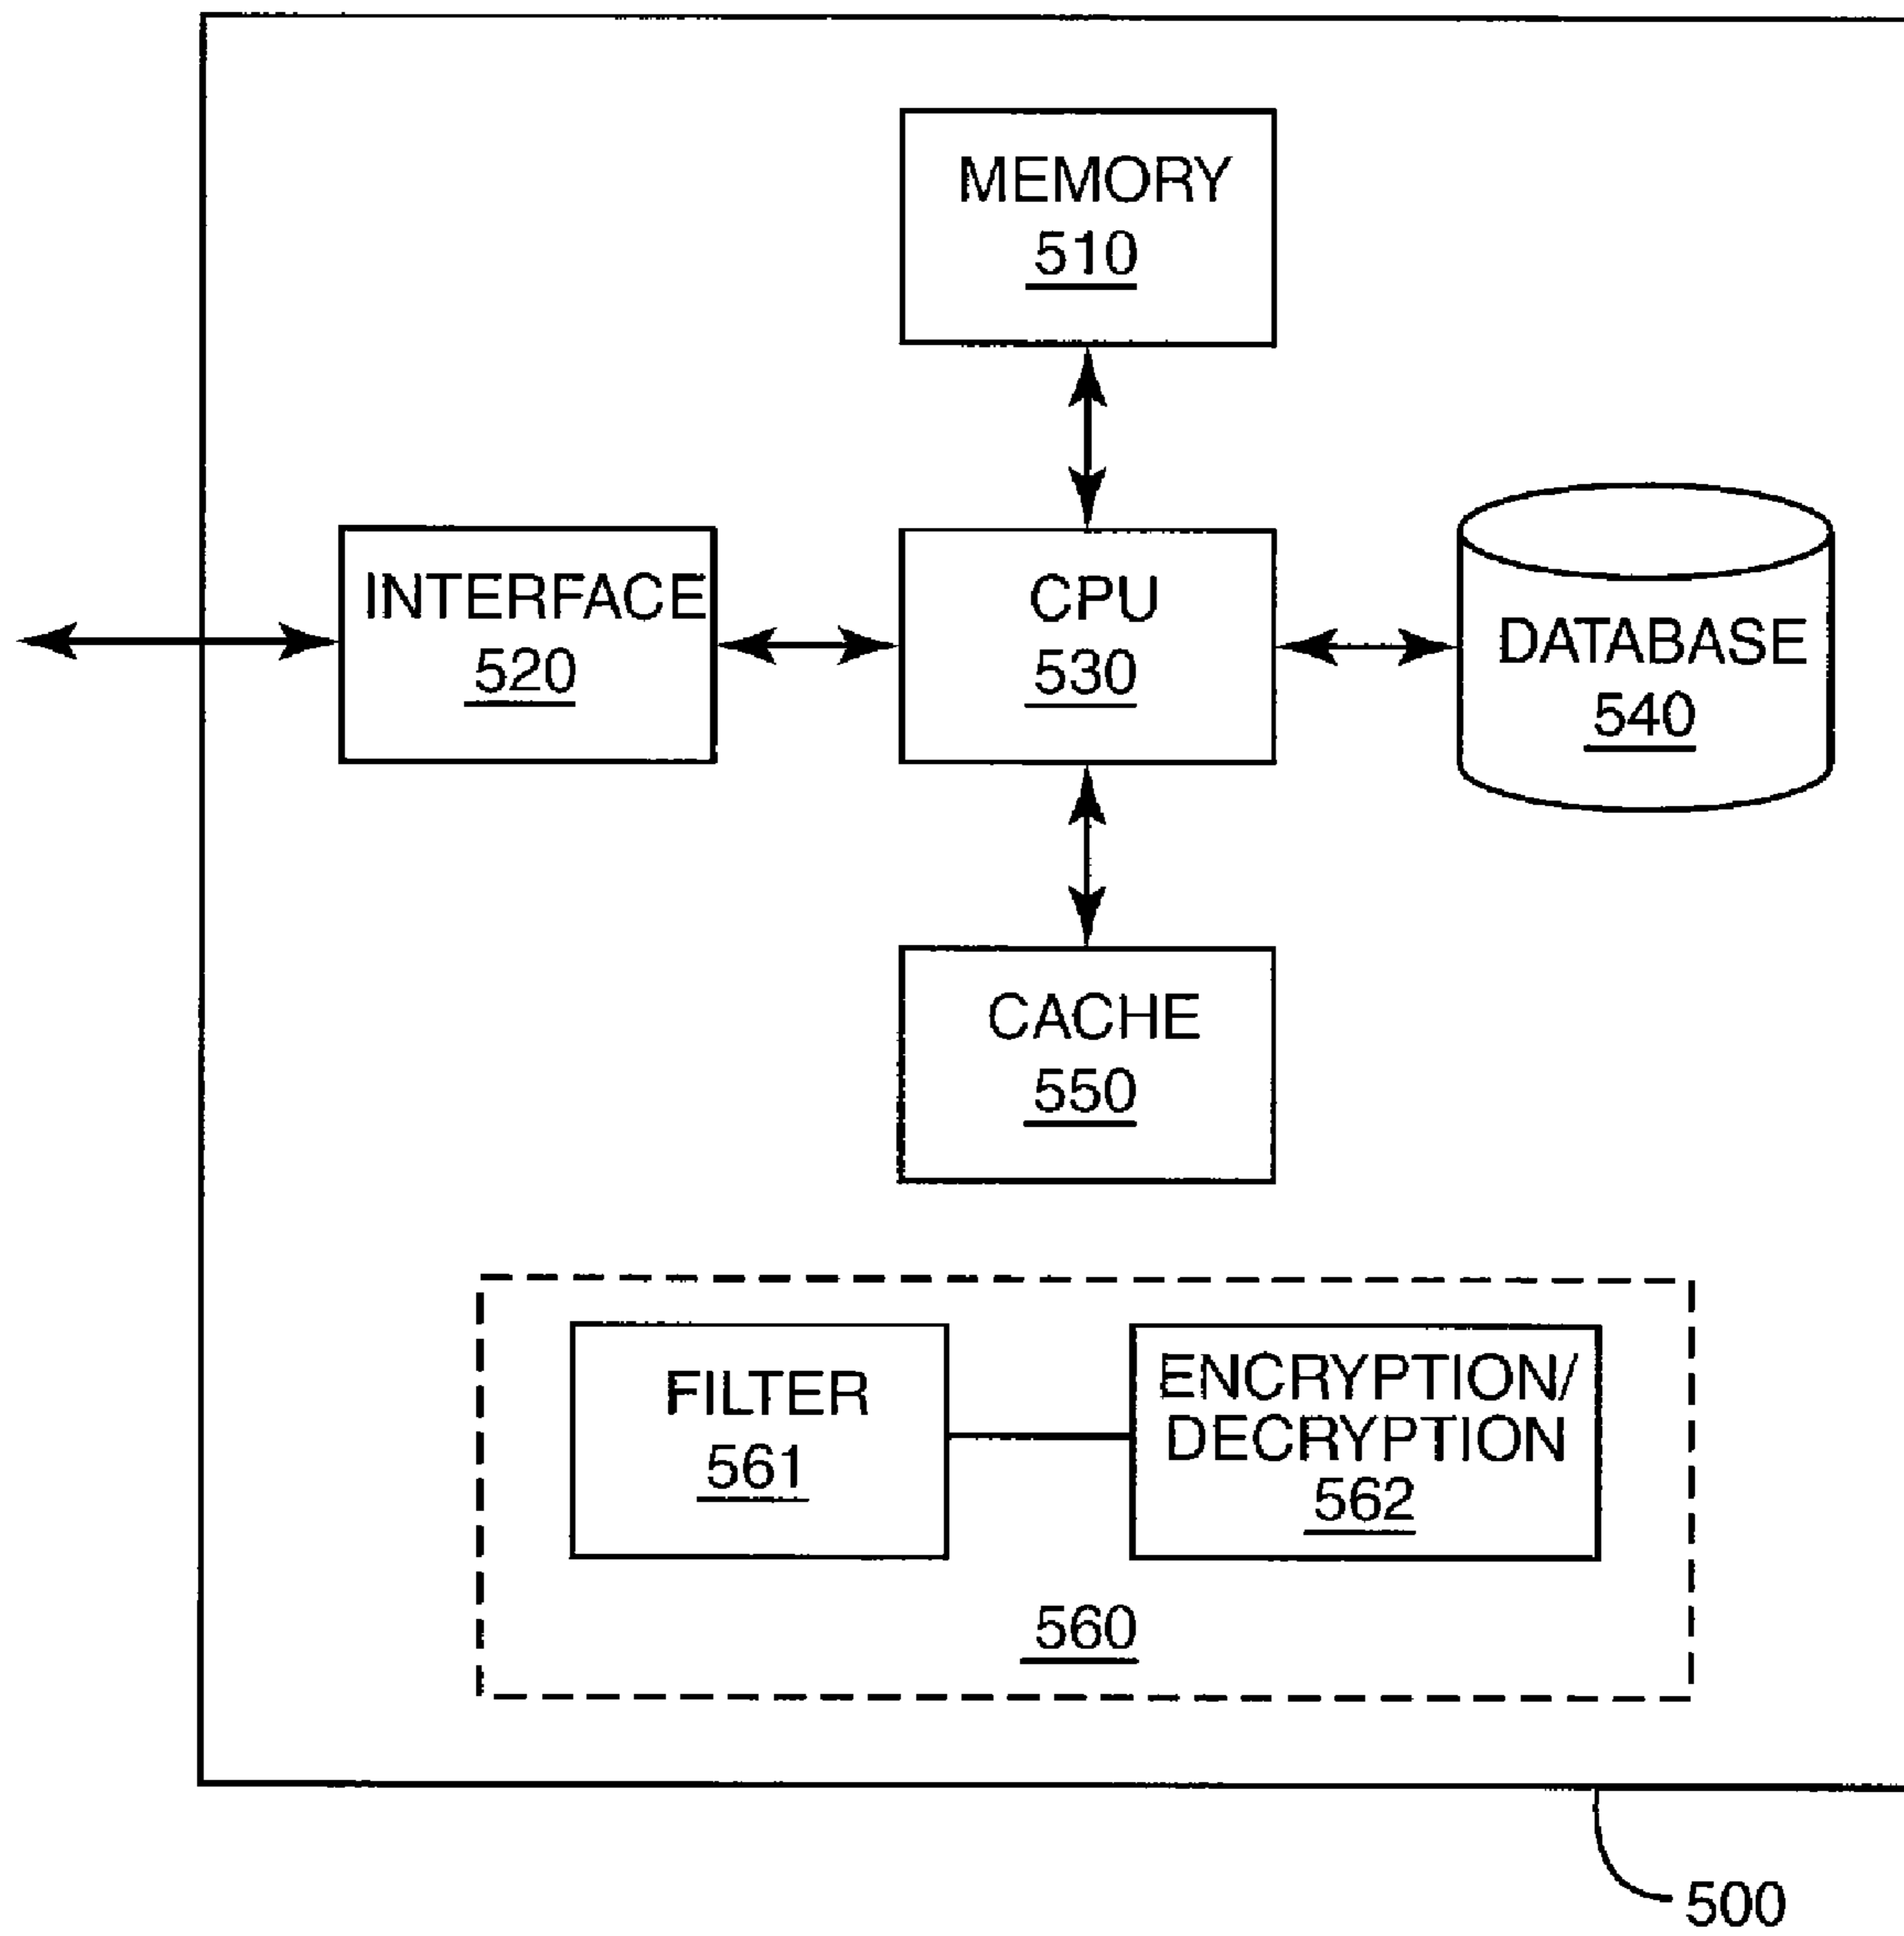 MEMORY
510
INTERFACE
520
CPU
530
DATABASE
540
CACHE
550
FILTER
561
ENCRYPTION/
DECRYPTION
562
560
500